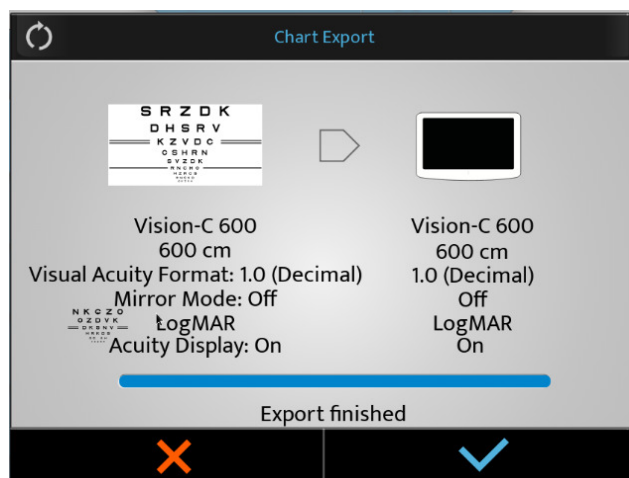 Chart Export
S R Z D K
D H S R V
K Z V D C
C S H R N
S V Z D K
Vision-C 600
600 cm
Visual Acuity Format: 1.0 (Decimal)
Mirror Mode: Off
LogMAR
Acuity Display: On
N K C Z O
O Z D V K
D K S N V
Vision-C 600
600 cm
1.0 (Decimal)
Off
LogMAR
On
Export finished